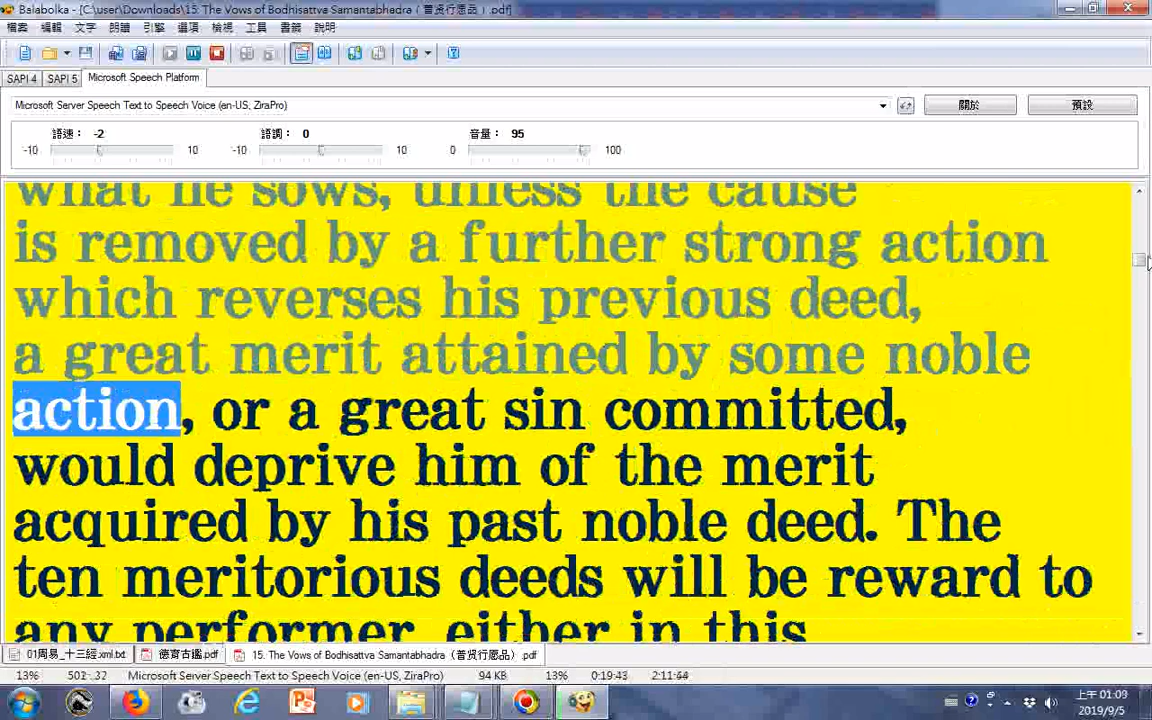 Balabolka - [C:\user\Downloads\15. The Vows of Bodhisattva Samantabhadra (普贤行愿品) .pdf]
檔案 編輯 文字 朗讀 引擎 選項 檢視 工具 書籤 說明
SAPI 4 SAPI 5 Microsoft Speech Platform
Microsoft Server Speech Text to Speech Voice (en-US, ZiraPro) 關於 預設
語速: -2 語調: 0 音量: 95
-10 10 -10 10 0 100
what he sows, unless the cause
is removed by a further strong action
which reverses his previous deed,
a great merit attained by some noble
action, or a great sin committed,
would deprive him of the merit
acquired by his past noble deed. The
ten meritorious deeds will be reward to
any performer, either in this
01周易_十三經.xml.txt 德育古鑑.pdf 15. The Vows of Bodhisattva Samantabhadra (普贤行愿品) .pdf
13% Microsoft Server Speech Text to Speech Voice (en-US, ZiraPro) 94 KB 13% 0:19:43 2:11:44
上午 01:09
2019/9/5